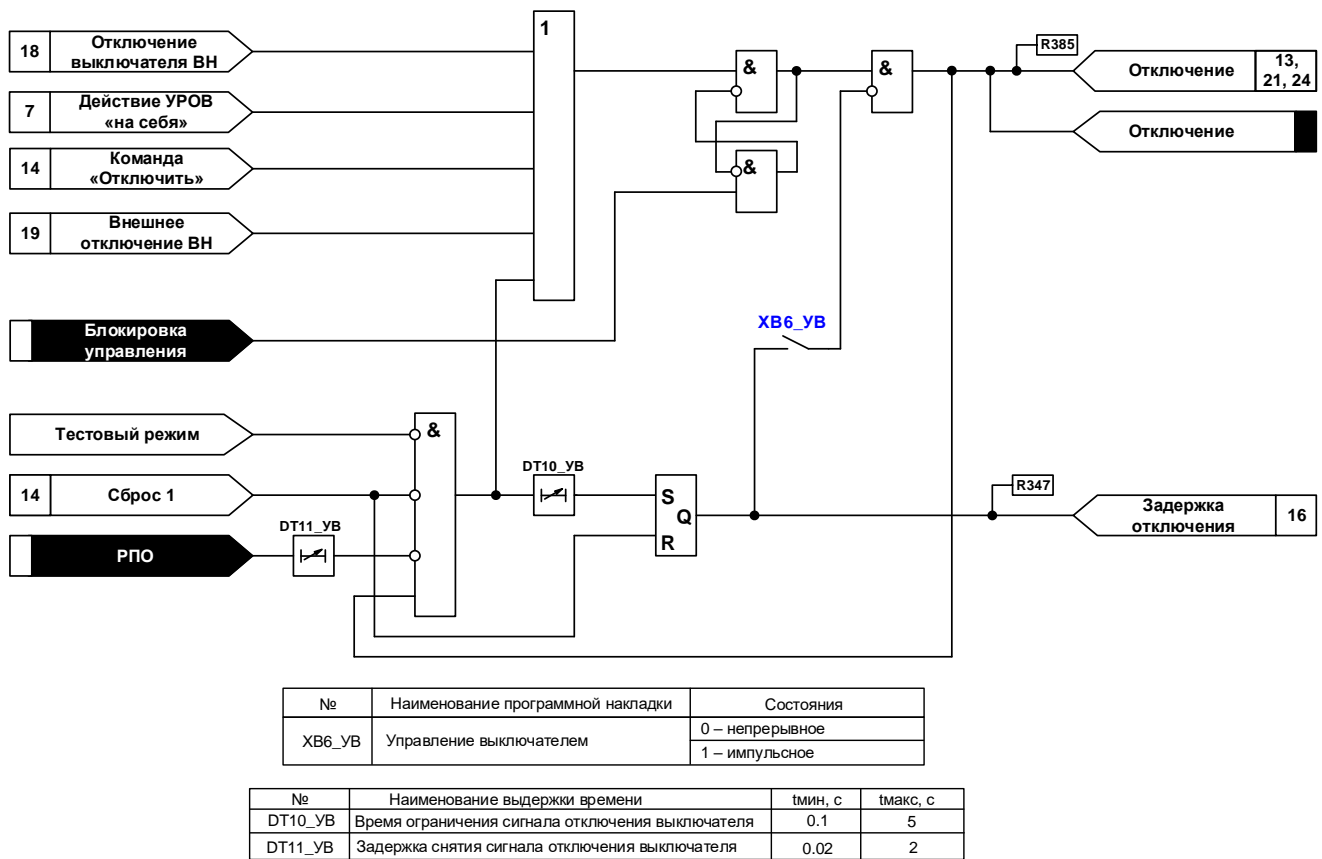 18
Отключение
выключателя ВН
7
Действие УРОВ
«на себя»
14
Команда
«Отключить»
19
Внешнее
отключение ВН
Блокировка
управления
Тестовый режим
14
Сброс 1
РПО
DT11_УВ
1
&
&
&
&
R385
Отключение
13,
21, 24
Отключение
XB6_УВ
DT10_УВ
S
Q
R
R347
Задержка
отключения
16
№ Наименование программной накладки Состояния
XB6_УВ Управление выключателем 0 – непрерывное
1 – импульсное
№ Наименование выдержки времени tмин, с tмакс, с
DT10_УВ Время ограничения сигнала отключения выключателя 0.1 5
DT11_УВ Задержка снятия сигнала отключения выключателя 0.02 2